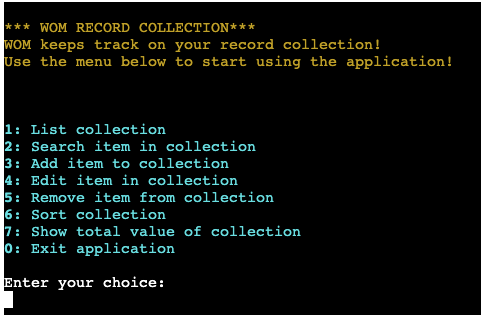 *** WOM RECORD COLLECTION***
WOM keeps track on your record collection!
Use the menu below to start using the application!
1: List collection
2: Search item in collection
3: Add item to collection
4: Edit item in collection
5: Remove item from collection
6: Sort collection
7: Show total value of collection
0: Exit application
Enter your choice: